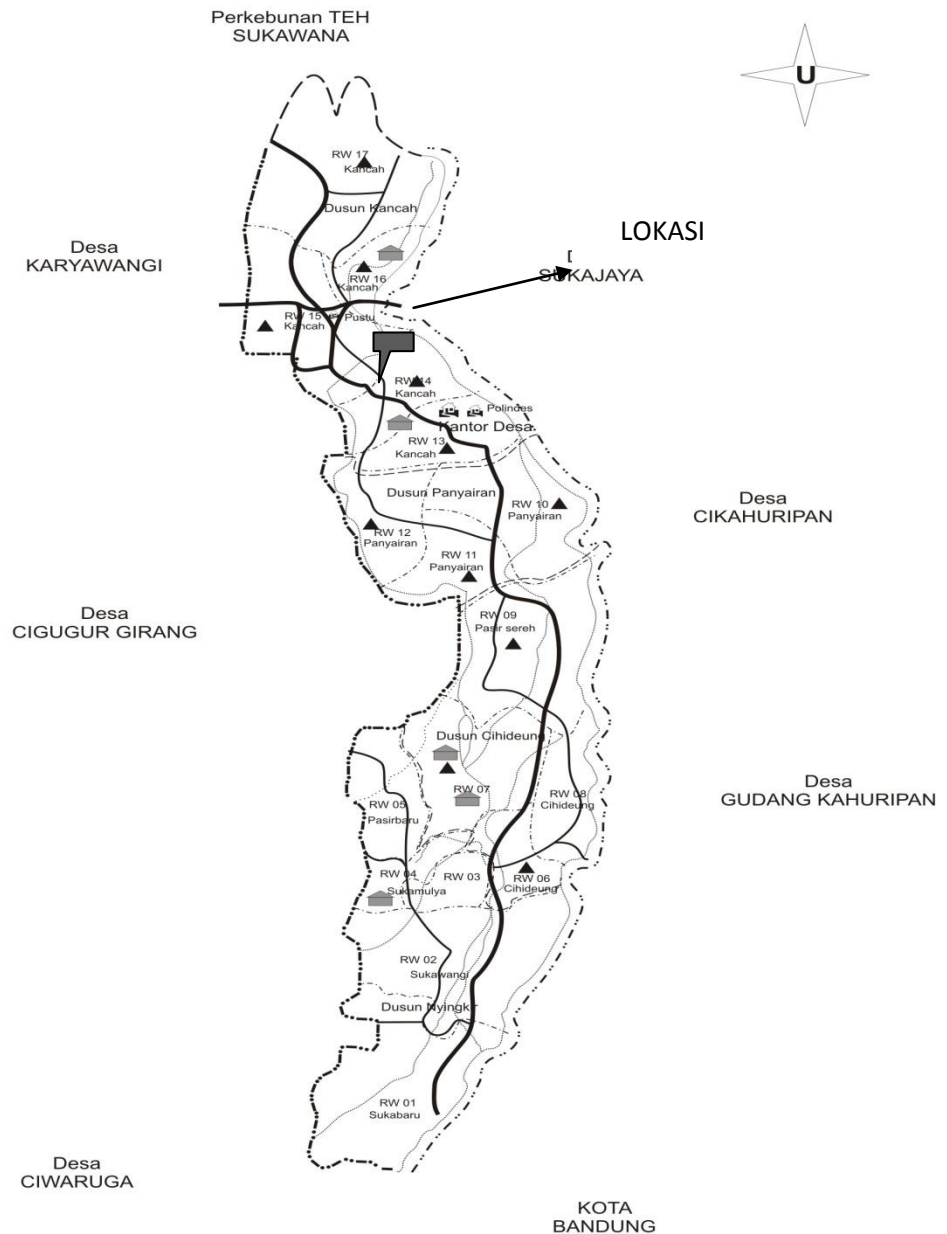 Perkebunan TEH
SUKAWANA
U
RW 17
Kancah
Dusun Kancah
LOKASI
Desa
KARYAWANGI
SUKAJAYA
RW 16
Kancah
RW 15
Kancah
Pustu
RW 14
Kancah
Polindes
Kantor Desa
RW 13
Kancah
Dusun Panyairan
Desa
CIKAHURIPAN
RW 10
Panyairan
RW 12
Panyairan
RW 11
Panyairan
Desa
CIGUGUR GIRANG
RW 09
Pasir sereh
Dusun Cihideung
Desa
GUDANG KAHURIPAN
RW 07
RW 08
Cihideung
RW 05
Pasirbaru
RW 04
Sukamulya
RW 03
RW 06
Cihideung
RW 02
Sukawangi
Dusun Nyingkir
RW 01
Sukabaru
Desa
CIWARUGA
KOTA
BANDUNG